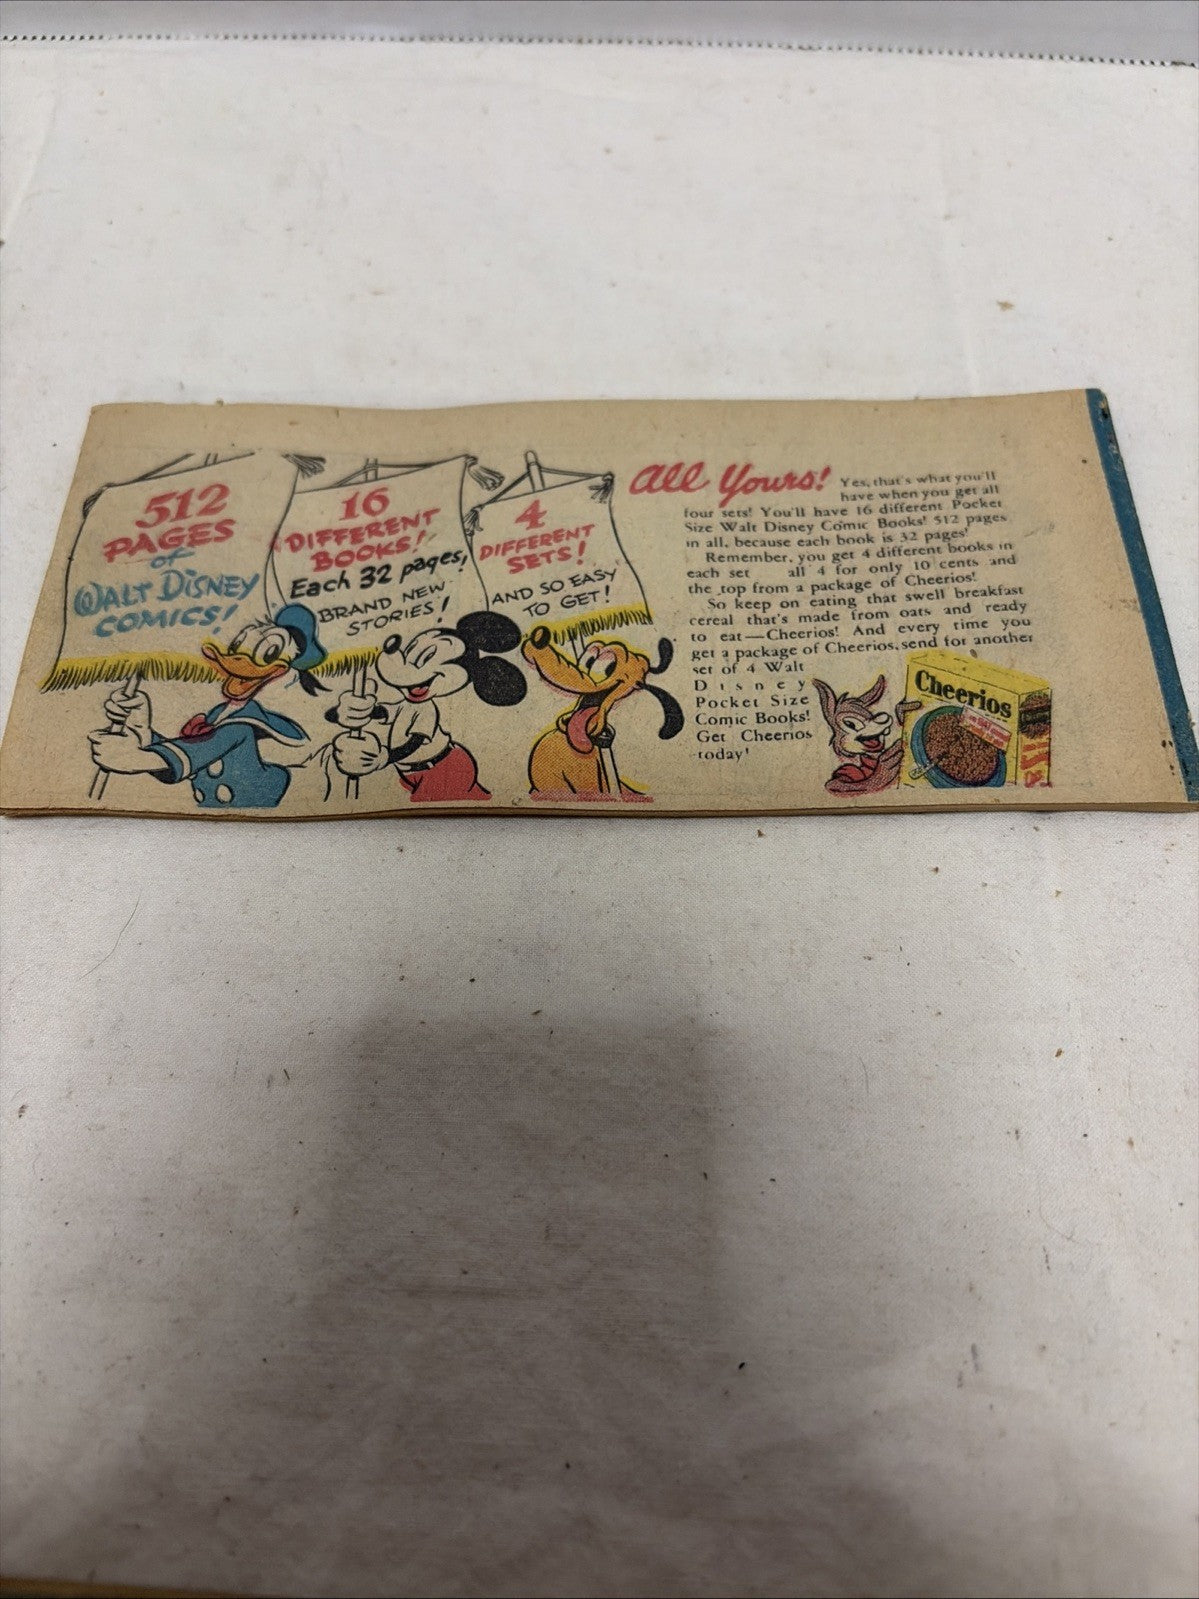 512
PAGES
of
WALT DISNEY
COMICS!
16
DIFFERENT
BOOKS!
Each 32 pages,
BRAND NEW
STORIES!
4
DIFFERENT
SETS!
AND SO EASY
TO GET!
All Yours! Yes, that's what you'll
have when you get all
four sets! You'll have 16 different Pocket
Size Walt Disney Comic Books! 512 pages
in all, because each book is 32 pages!
Remember, you get 4 different books in
each set all 4 for only 10 cents and
the top from a package of Cheerios!
So keep on eating that swell breakfast
cereal that's made from oats and ready
to eat—Cheerios! And every time you
get a package of Cheerios, send for another
set of 4 Walt
Disney
Pocket Size
Comic Books!
Get Cheerios
today!
Cheerios